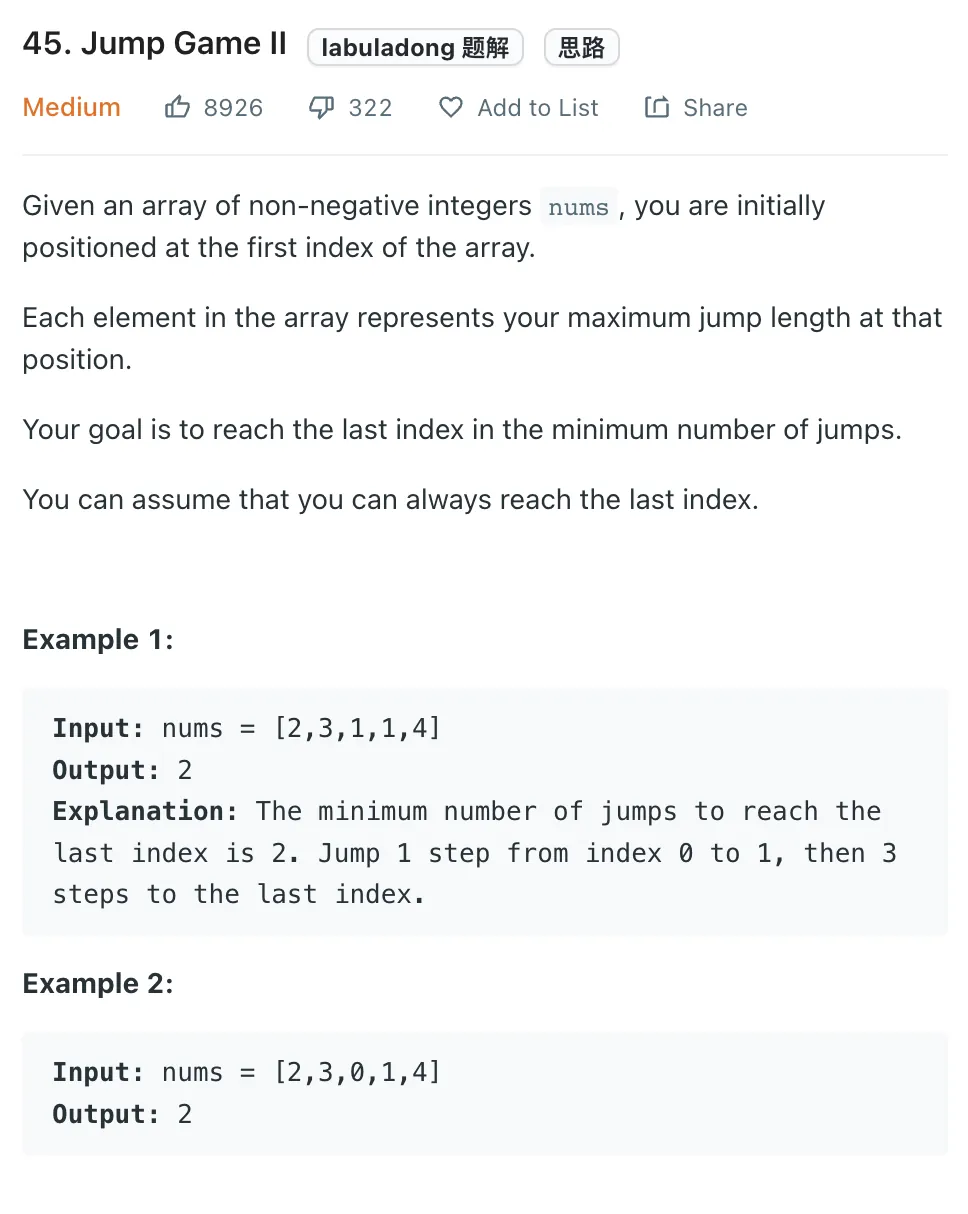 45. Jump Game II labuladong 题解 思路
Medium 8926 322 Add to List Share
Given an array of non-negative integers nums , you are initially
positioned at the first index of the array.
Each element in the array represents your maximum jump length at that
position.
Your goal is to reach the last index in the minimum number of jumps.
You can assume that you can always reach the last index.
Example 1:
Input: nums = [2,3,1,1,4]
Output: 2
Explanation: The minimum number of jumps to reach the
last index is 2. Jump 1 step from index 0 to 1, then 3
steps to the last index.
Example 2:
Input: nums = [2,3,0,1,4]
Output: 2